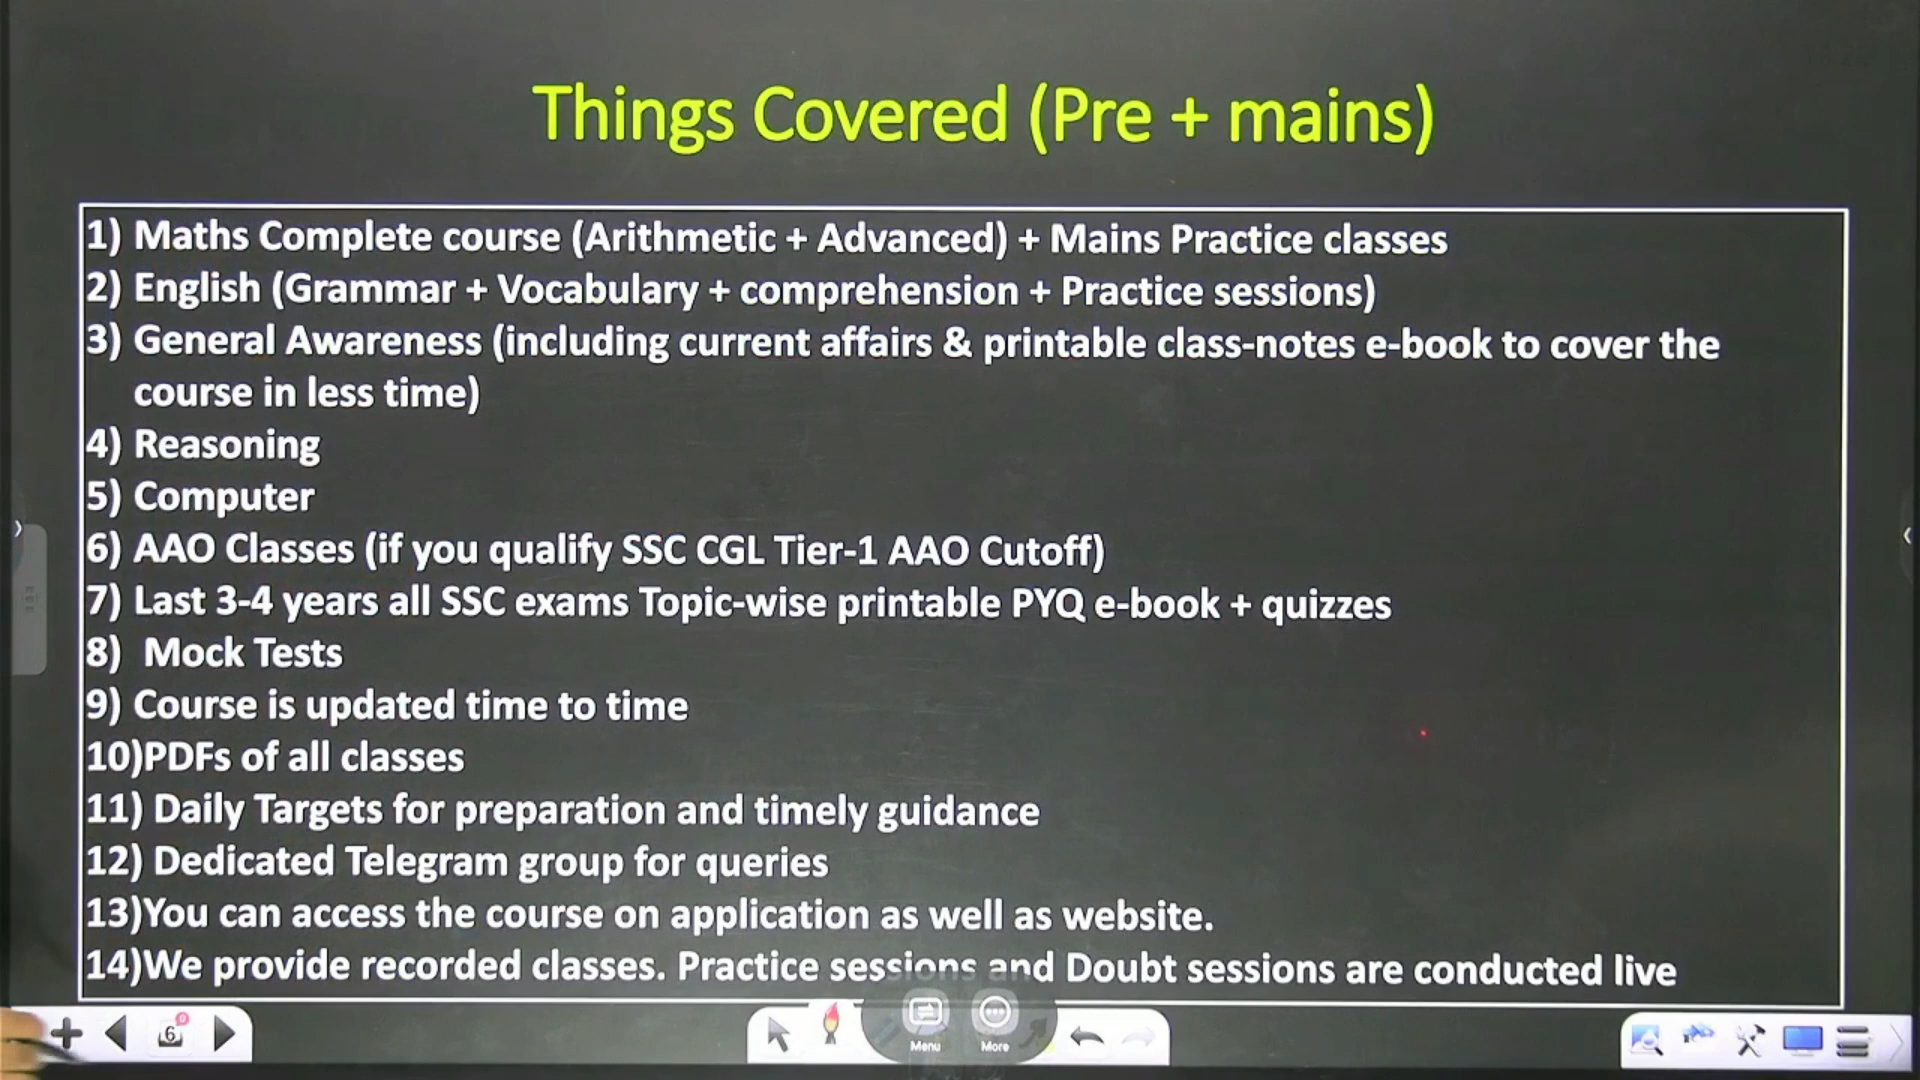 Things Covered (Pre + mains)
1) Maths Complete course (Arithmetic + Advanced) + Mains Practice classes
2) English (Grammar + Vocabulary + comprehension + Practice sessions)
3) General Awareness (including current affairs & printable class-notes e-book to cover the
course in less time)
4) Reasoning
5) Computer
6) AAO Classes (if you qualify SSC CGL Tier-1 AAO Cutoff)
7) Last 3-4 years all SSC exams Topic-wise printable PYQ e-book + quizzes
8) Mock Tests
9) Course is updated time to time
10)PDFs of all classes
11) Daily Targets for preparation and timely guidance
12) Dedicated Telegram group for queries
13)You can access the course on application as well as website.
14)We provide recorded classes. Practice sessions and Doubt sessions are conducted live
6 0
Menu More